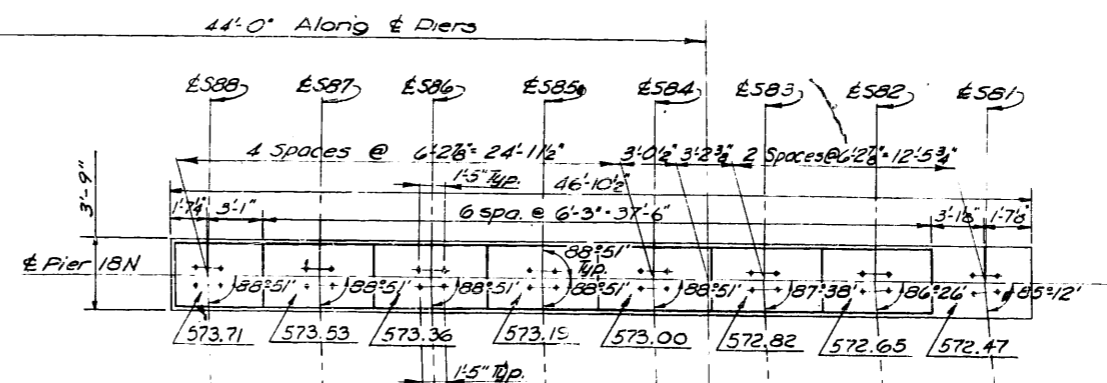 44'-0" Along ℄ Piers
℄S88 ℄S87 ℄S86 ℄S85 ℄S84 ℄S83 ℄S82 ℄S81
4 Spaces @ 6'-2⅞" = 24'-11½" 3'-0½" 3'-2⅜" 2 Spaces @ 6'-2⅞" = 12'-5¾"
1'-5" Typ. 46'-10½"
3'-9"
1'-7¼" 3'-1" 6 spa. @ 6'-3" = 37'-6" 3'-1⅛" 1'-7⅛"
88°51' Typ.
℄ Pier 18N
88°51' 88°51' 88°51' 88°51' 88°51' 87°38' 86°26' 85°12'
573.71 573.53 573.36 573.19 573.00 572.82 572.65 572.47
1'-5" Typ.